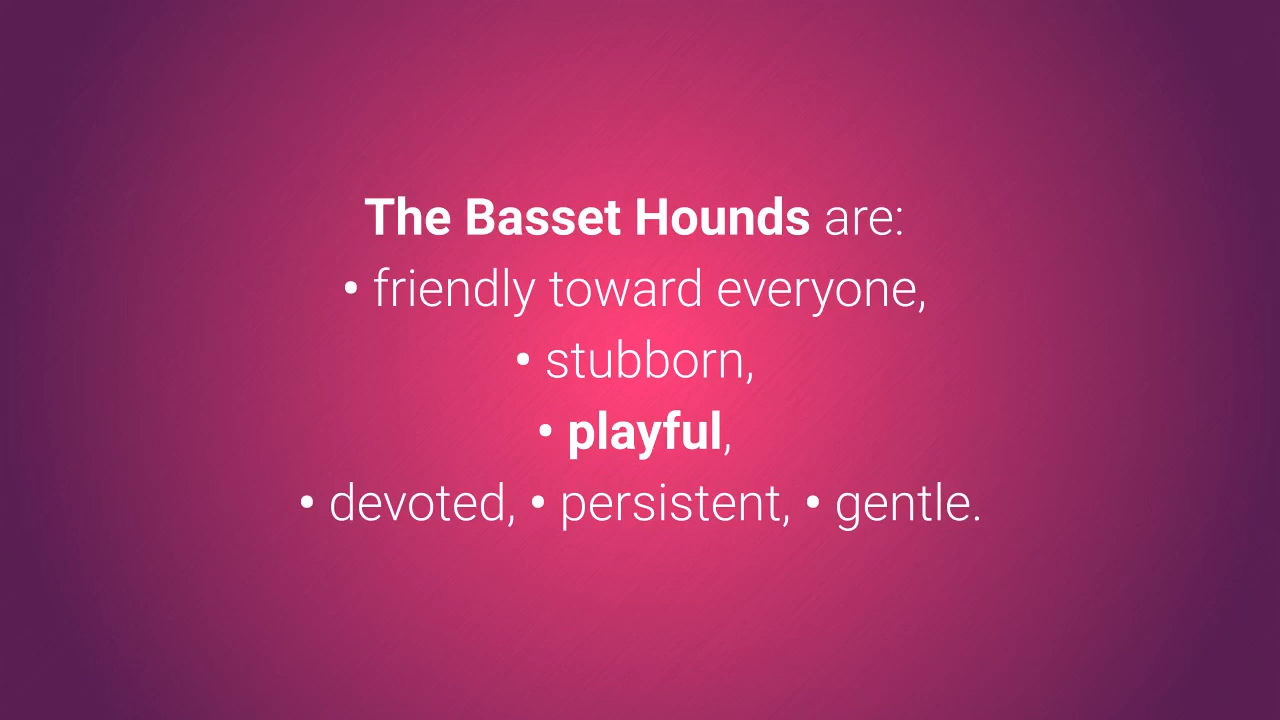 The Basset Hounds are:
• friendly toward everyone,
• stubborn,
• playful,
• devoted, • persistent, • gentle.